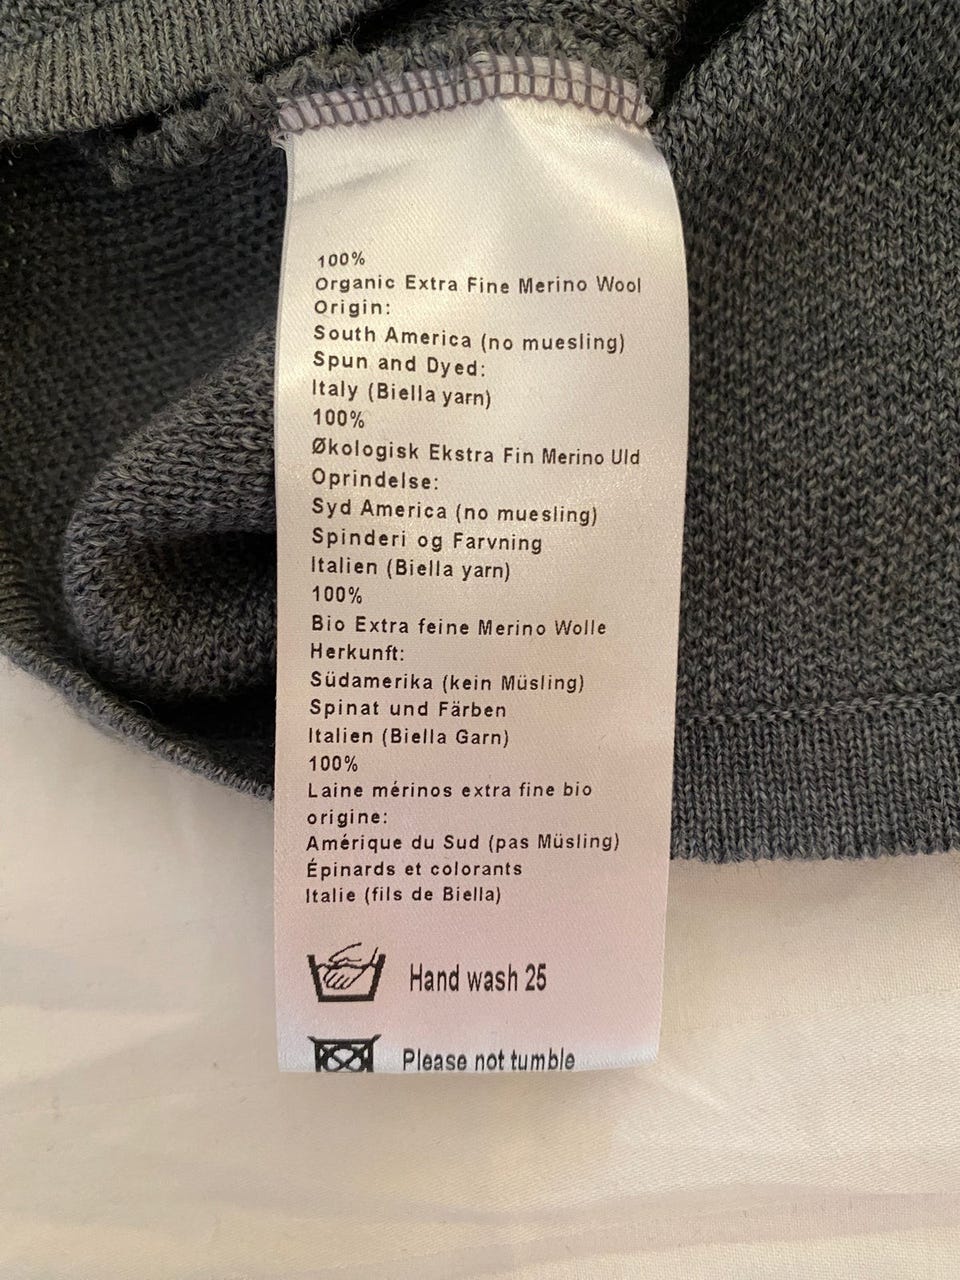 100%
Organic Extra Fine Merino Wool
Origin:
South America (no muesling)
Spun and Dyed:
Italy (Biella yarn)
100%
Økologisk Ekstra Fin Merino Uld
Oprindelse:
Syd America (no muesling)
Spinderi og Farvning
Italien (Biella yarn)
100%
Bio Extra feine Merino Wolle
Herkunft:
Südamerika (kein Müsling)
Spinat und Färben
Italien (Biella Garn)
100%
Laine mérinos extra fine bio
origine:
Amérique du Sud (pas Müsling)
Épinards et colorants
Italie (fils de Biella)
Hand wash 25
Please not tumble